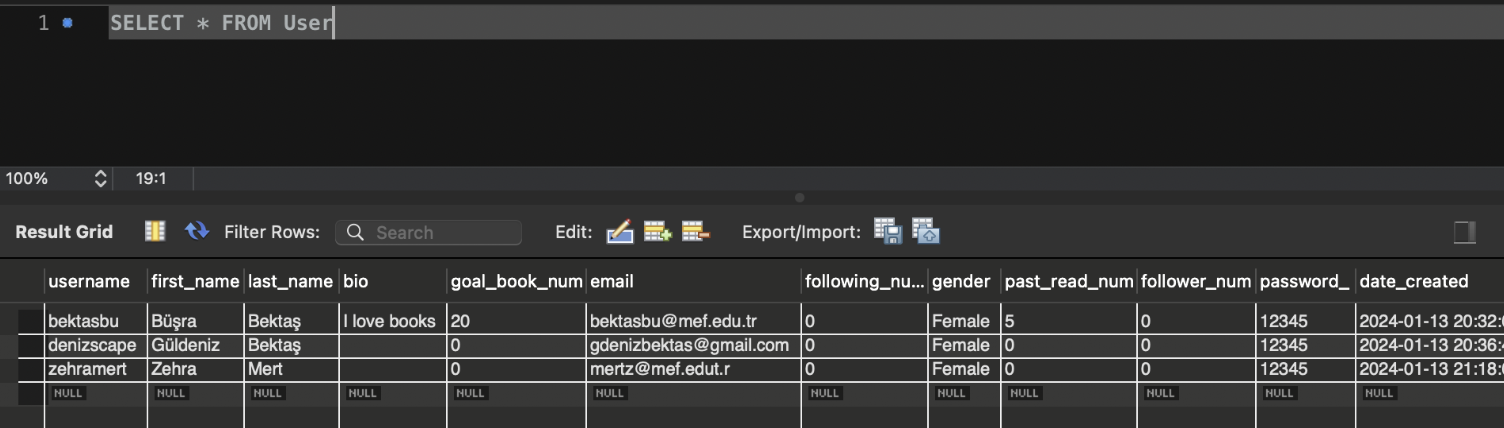 1 SELECT * FROM User
100% 19:1
Result Grid Filter Rows: Search Edit: Export/Import:
username first_name last_name bio goal_book_num email following_nu... gender past_read_num follower_num password_ date_created
bektasbu Büşra Bektaş I love books 20 bektasbu@mef.edu.tr 0 Female 5 0 12345 2024-01-13 20:32:
denizscape Güldeniz Bektaş 0 gdenizbektas@gmail.com 0 Female 0 0 12345 2024-01-13 20:36:
zehramert Zehra Mert 0 mertz@mef.edut.r 0 Female 0 0 12345 2024-01-13 21:18:
NULL NULL NULL NULL NULL NULL NULL NULL NULL NULL NULL NULL